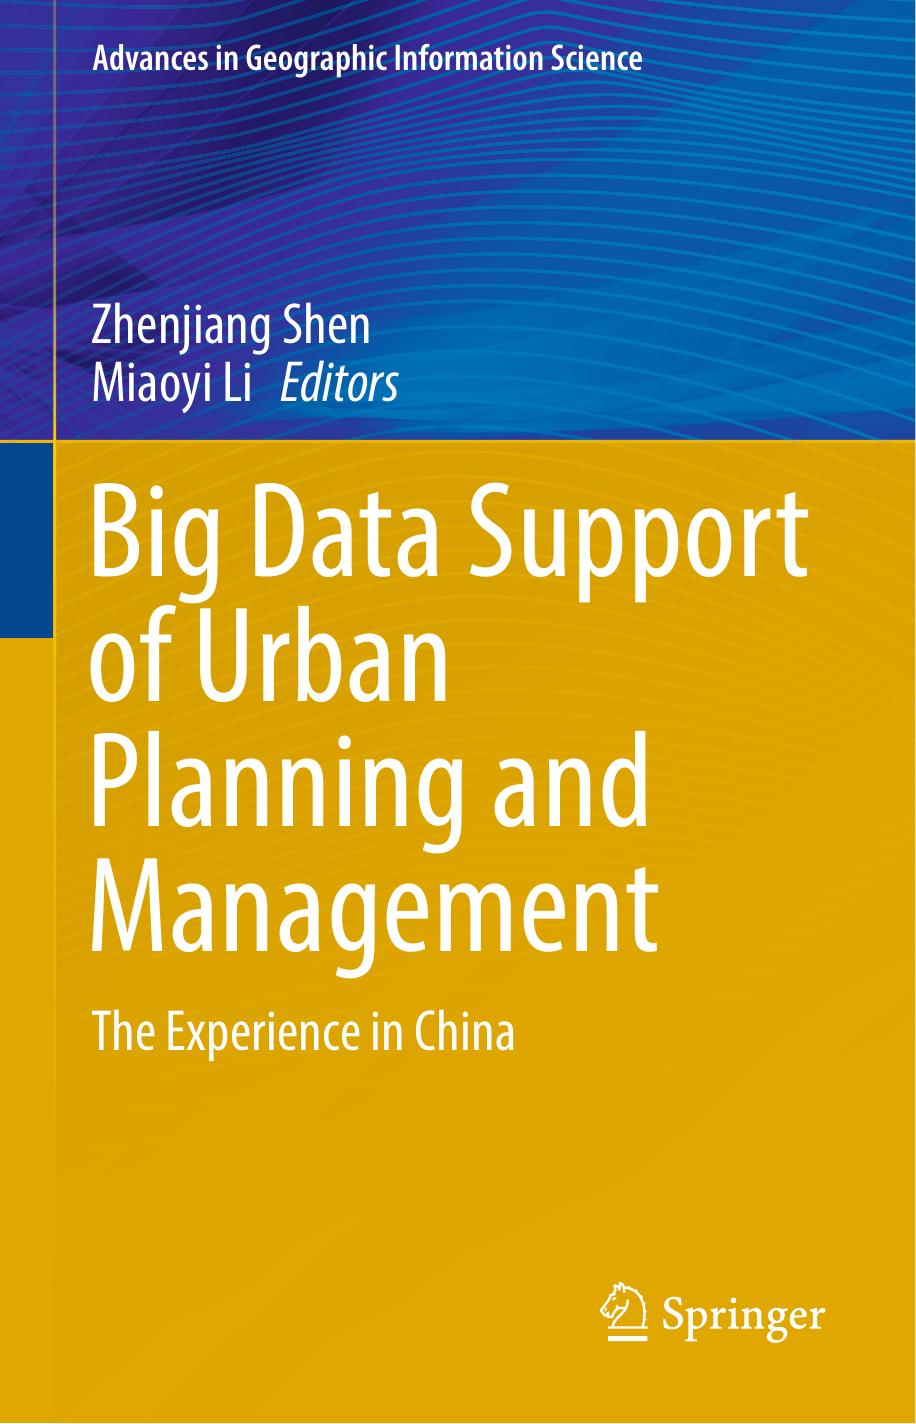 Advances in Geographic Information Science
Zhenjiang Shen
Miaoyi Li Editors
Big Data Support
of Urban
Planning and
Management
The Experience in China
Springer